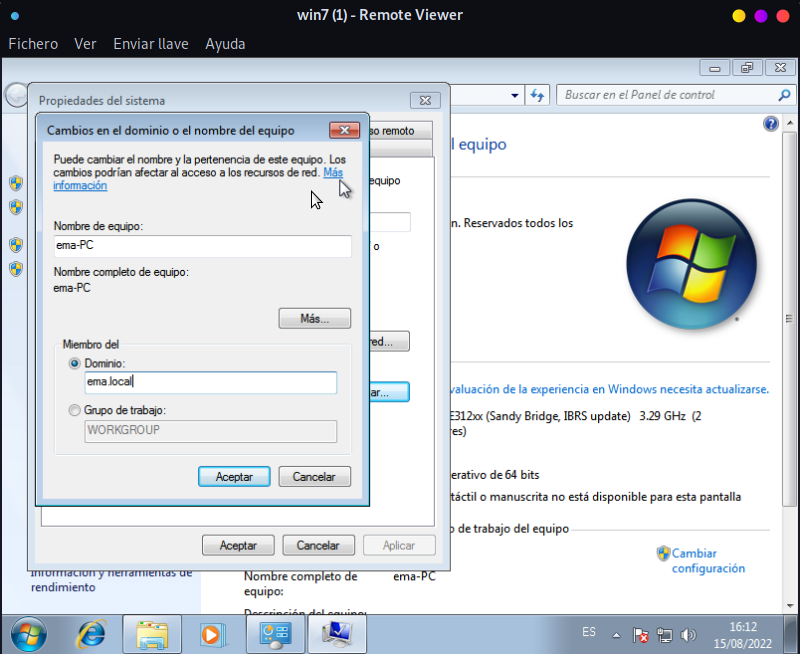 win7 (1) - Remote Viewer
Fichero Ver Enviar llave Ayuda
Buscar en el Panel de control
Propiedades del sistema
Cambios en el dominio o el nombre del equipo
so remoto
l equipo
Puede cambiar el nombre y la pertenencia de este equipo. Los
cambios podrían afectar al acceso a los recursos de red. Más
información
equipo
Nombre de equipo:
n. Reservados todos los
ema-PC
o
Nombre completo de equipo:
ema-PC
Más...
red...
Miembro del
Dominio:
ema.local
ar...
valuación de la experiencia en Windows necesita actualizarse.
Grupo de trabajo:
WORKGROUP
E312xx (Sandy Bridge, IBRS update) 3.29 GHz (2
res)
Aceptar Cancelar
erativo de 64 bits
táctil o manuscrita no está disponible para esta pantalla
o de trabajo del equipo
Aceptar Cancelar Aplicar
Cambiar
configuración
Información y herramientas de
rendimiento
Nombre completo de
equipo:
ema-PC
Descripción del equipo:
ES
16:12
15/08/2022